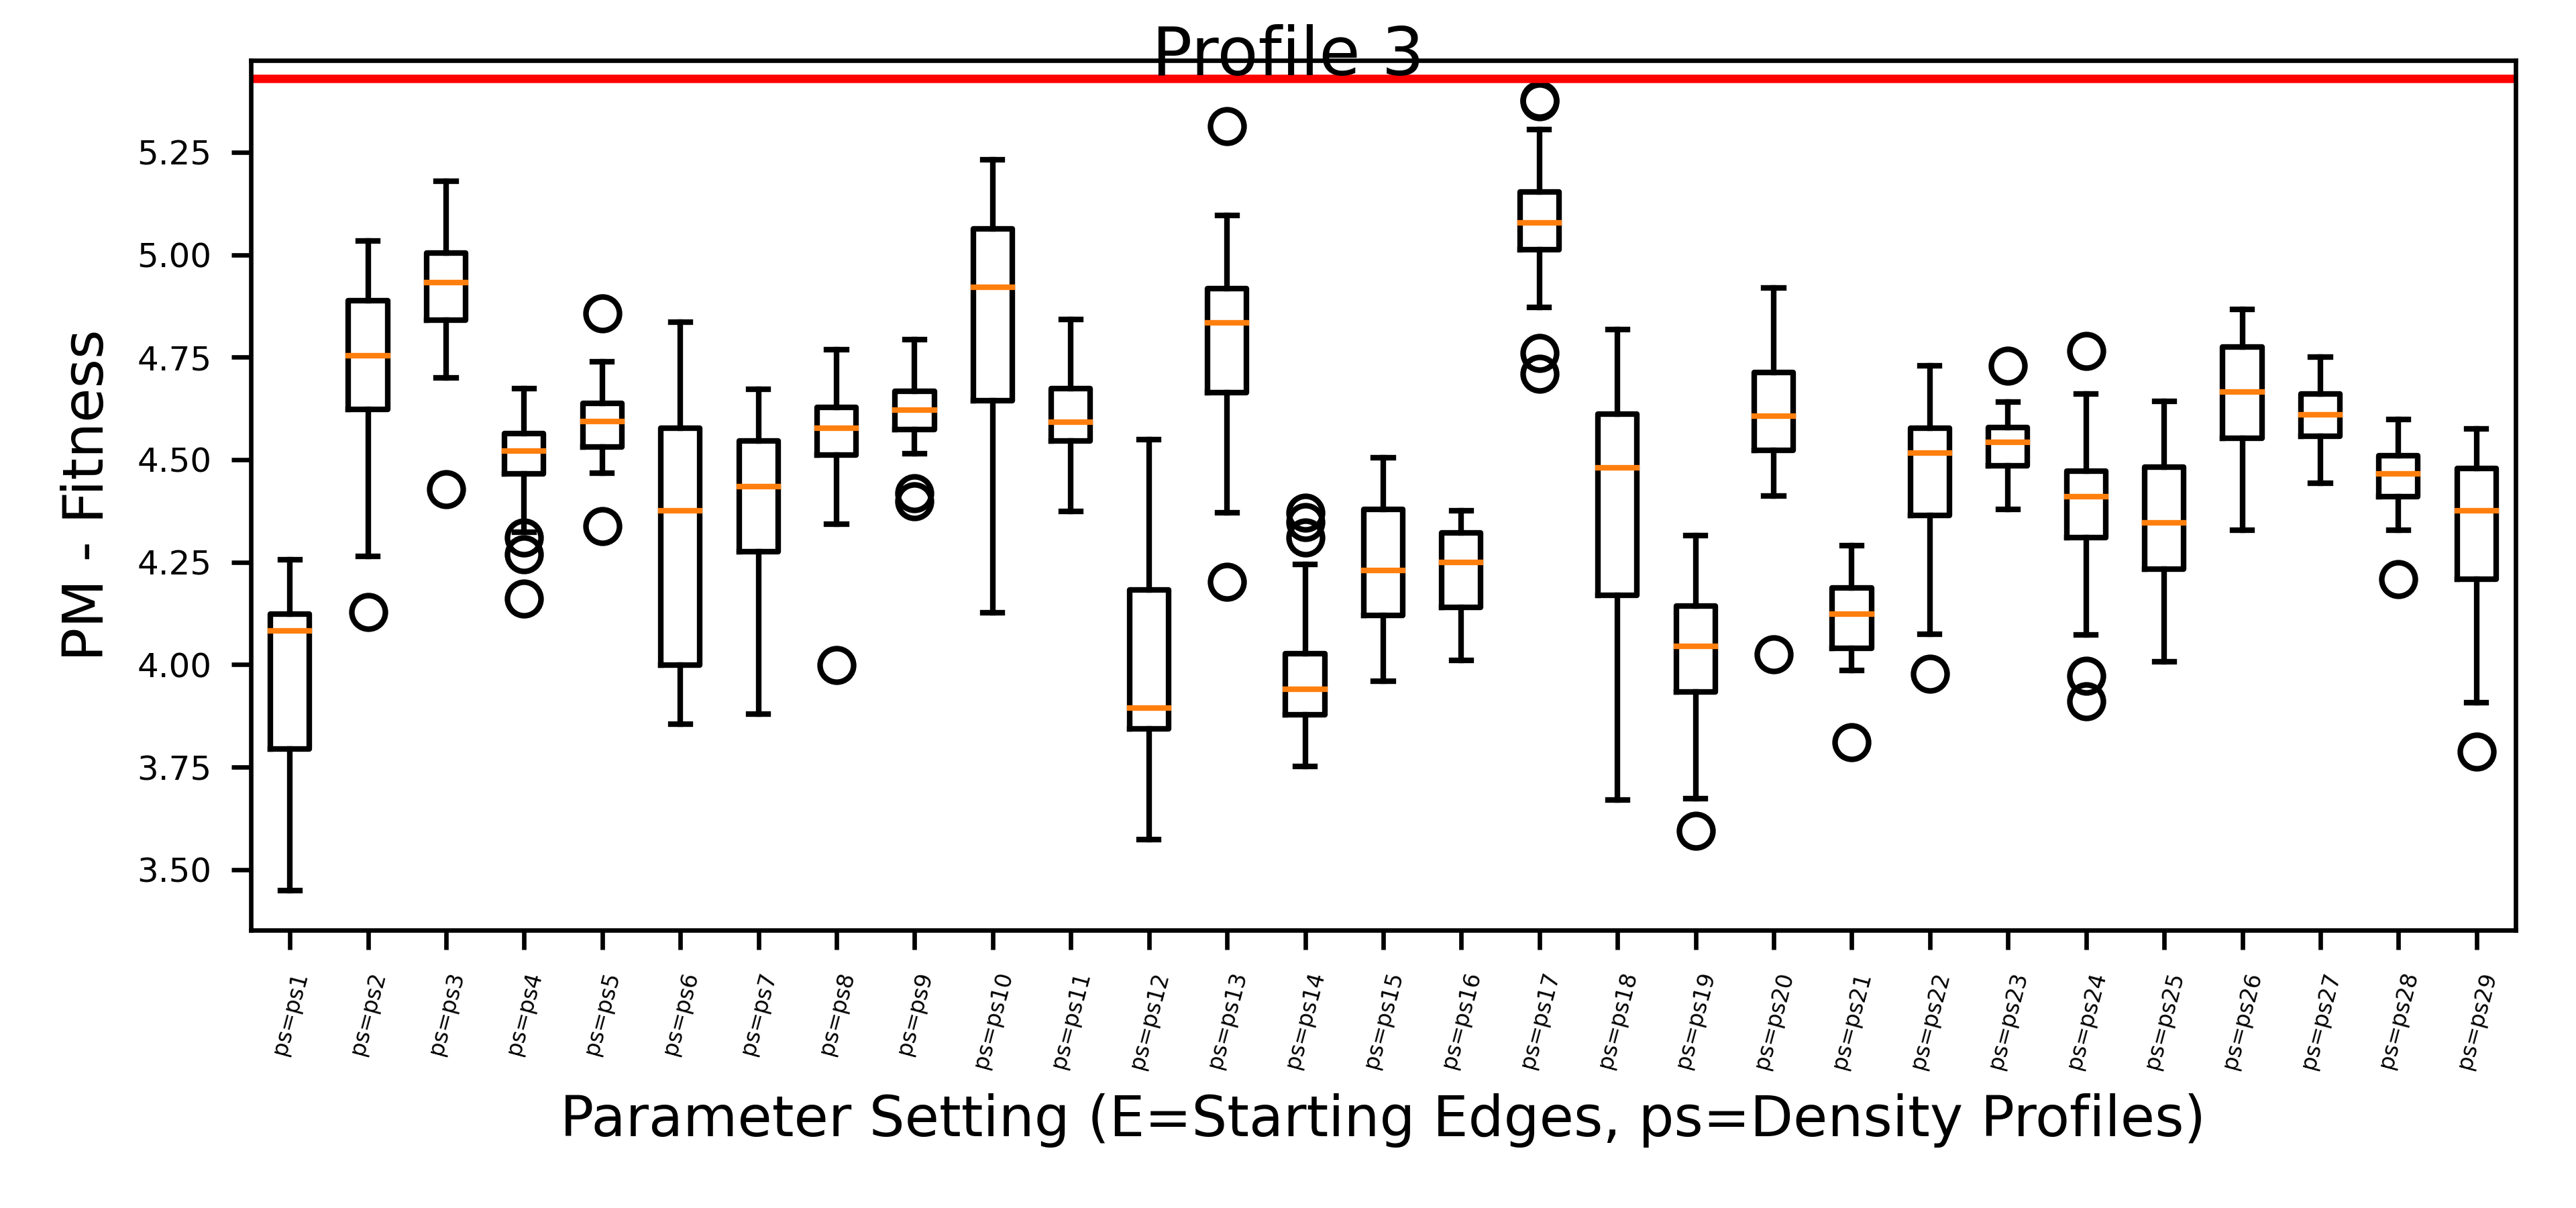 Profile 3
PM - Fitness
5.25
5.00
4.75
4.50
4.25
4.00
3.75
3.50
ps=ps1
ps=ps2
ps=ps3
ps=ps4
ps=ps5
ps=ps6
ps=ps7
ps=ps8
ps=ps9
ps=ps10
ps=ps11
ps=ps12
ps=ps13
ps=ps14
ps=ps15
ps=ps16
ps=ps17
ps=ps18
ps=ps19
ps=ps20
ps=ps21
ps=ps22
ps=ps23
ps=ps24
ps=ps25
ps=ps26
ps=ps27
ps=ps28
ps=ps29
Parameter Setting (E=Starting Edges, ps=Density Profiles)